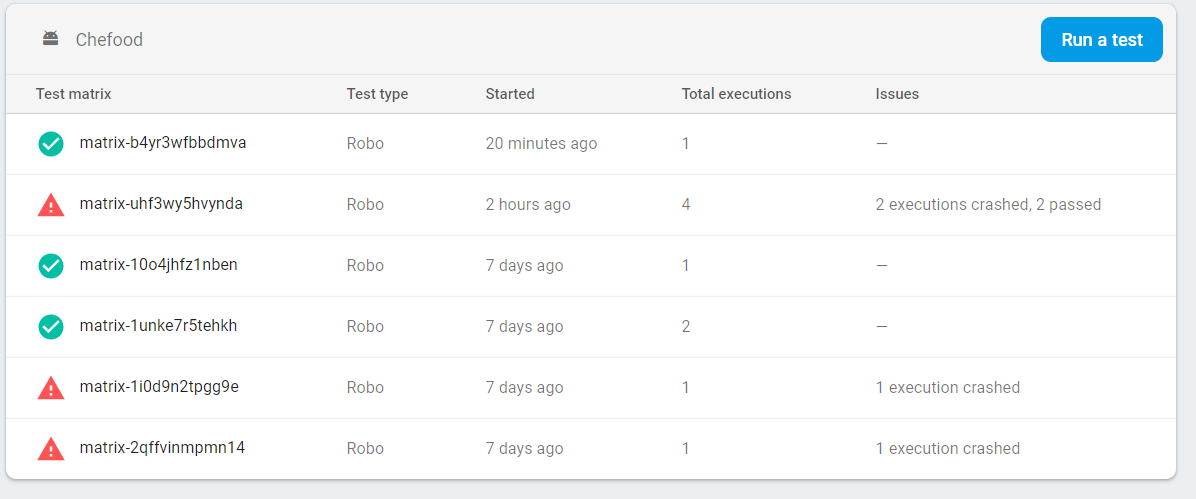 Chefood Run a test
Test matrix Test type Started Total executions Issues
matrix-b4yr3wfbbdmva Robo 20 minutes ago 1 —
matrix-uhf3wy5hvynda Robo 2 hours ago 4 2 executions crashed, 2 passed
matrix-10o4jhfz1nben Robo 7 days ago 1 —
matrix-1unke7r5tehkh Robo 7 days ago 2 —
matrix-1i0d9n2tpgg9e Robo 7 days ago 1 1 execution crashed
matrix-2qffvinmpmn14 Robo 7 days ago 1 1 execution crashed